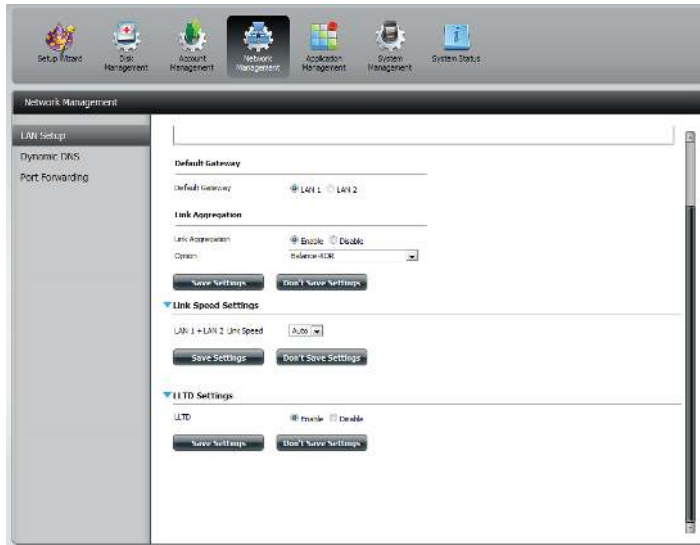 Setup Wizard
Disk Management
Account Management
Network Management
Application Management
System Management
System Status
Network Management
LAN Setup
Dynamic DNS
Port Forwarding
Default Gateway
Default Gateway LAN 1 LAN 2
Link Aggregation
Link Aggregation Enable Disable
Option Balance-XOR
Save Settings Don't Save Settings
Link Speed Settings
LAN 1 + LAN 2 Link Speed Auto
Save Settings Don't Save Settings
LLTD Settings
LLTD Enable Disable
Save Settings Don't Save Settings